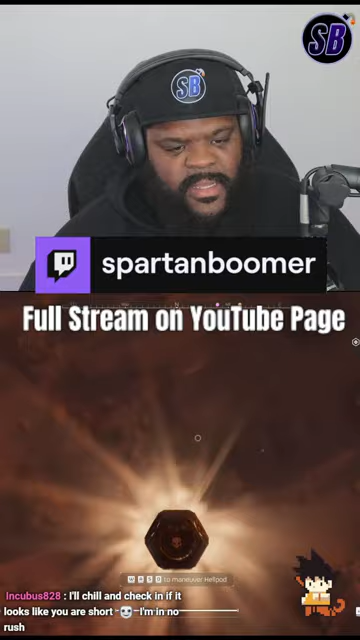 SB
SB
spartanboomer
Full Stream on YouTube Page
W A S D to maneuver Hellpod
Incubus828 : I'll chill and check in if it
looks like you are short I'm in no
rush